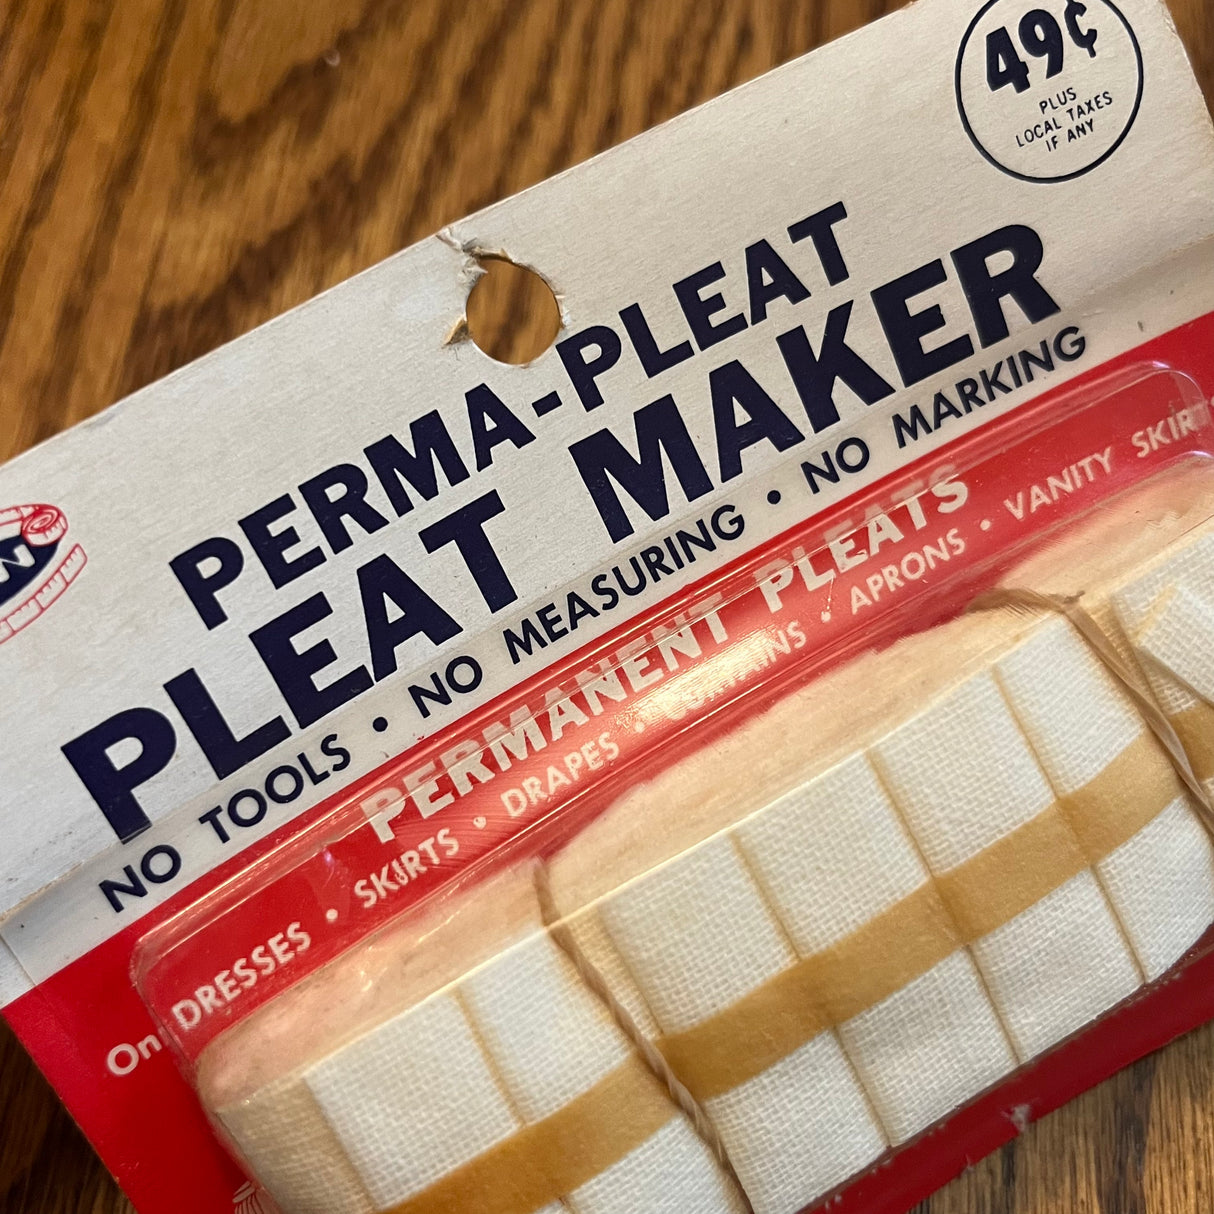 49¢
PLUS
LOCAL TAXES
IF ANY
PERMA-PLEAT
PLEAT MAKER
NO TOOLS • NO MEASURING • NO MARKING
PERMANENT PLEATS
On DRESSES • SKIRTS • DRAPES • CURTAINS • APRONS • VANITY SKIRTS